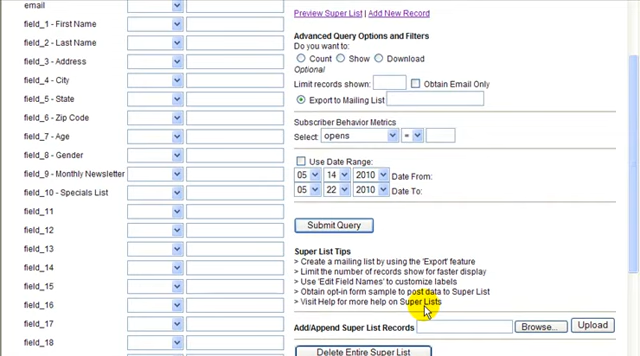 email
field_1 - First Name
field_2 - Last Name
field_3 - Address
field_4 - City
field_5 - State
field_6 - Zip Code
field_7 - Age
field_8 - Gender
field_9 - Monthly Newsletter
field_10 - Specials List
field_11
field_12
field_13
field_14
field_15
field_16
field_17
field_18
Preview Super List | Add New Record
Advanced Query Options and Filters
Do you want to:
Count Show Download
Optional
Limit records shown: Obtain Email Only
Export to Mailing List
Subscriber Behavior Metrics
Select: opens =
Use Date Range:
05 14 2010 Date From:
05 22 2010 Date To:
Submit Query
Super List Tips
> Create a mailing list by using the 'Export' feature
> Limit the number of records show for faster display
> Use 'Edit Field Names' to customize labels
> Obtain opt-in form sample to post data to Super List
> Visit Help for more help on Super Lists
Add/Append Super List Records Browse... Upload
Delete Entire Super List